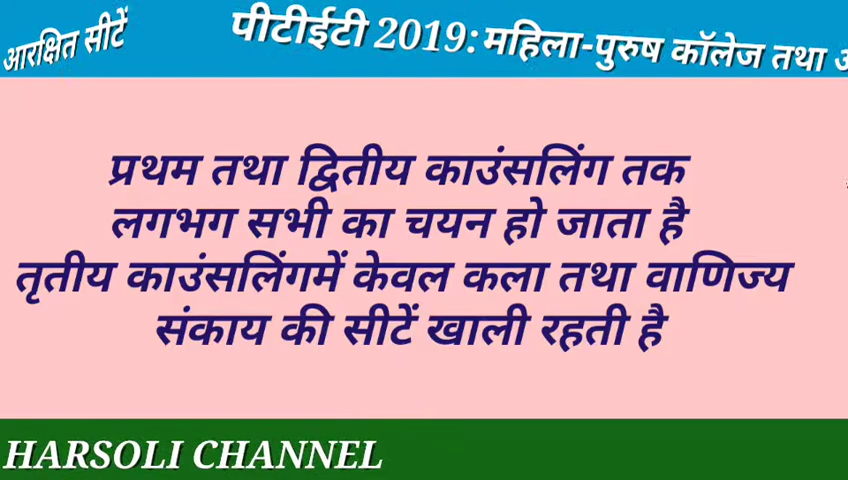 आरक्षित सीटें
पीटीईटी 2019: महिला-पुरुष कॉलेज तथा
प्रथम तथा द्वितीय काउंसलिंग तक
लगभग सभी का चयन हो जाता है
तृतीय काउंसलिंगमें केवल कला तथा वाणिज्य
संकाय की सीटें खाली रहती है
HARSOLI CHANNEL